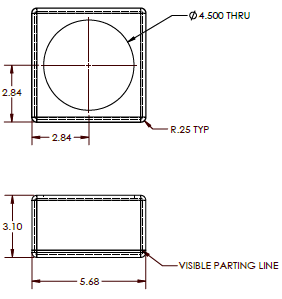 Ø 4.500 THRU
2.84
2.84
R.25 TYP
3.10
VISIBLE PARTING LINE
5.68